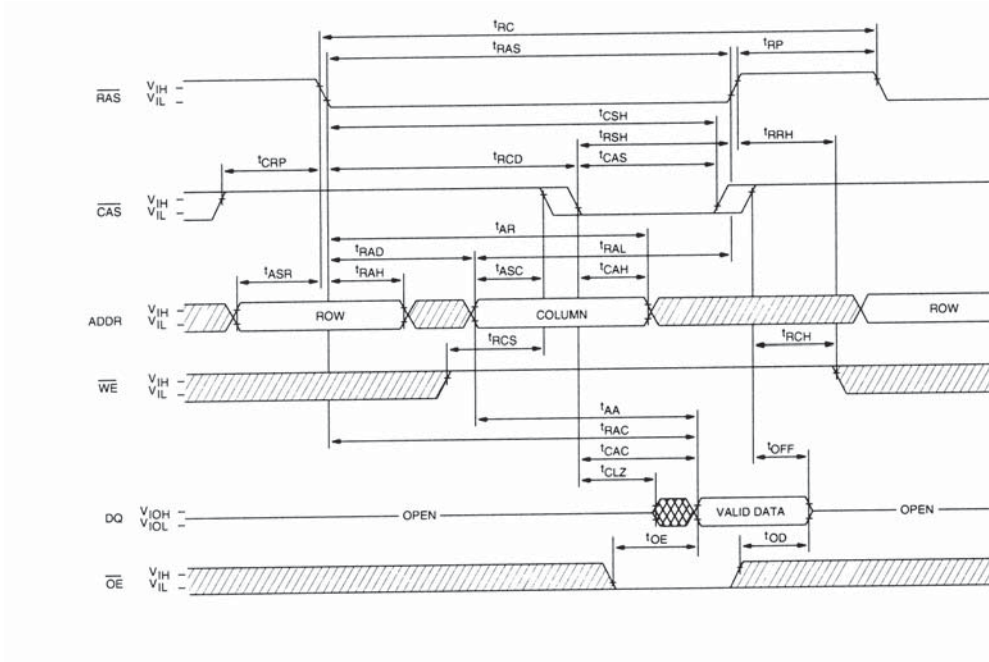 tRC
tRAS
tRP
RAS
VIH
VIL
tCSH
tRSH
tRRH
tCRP
tRCD
tCAS
CAS
VIH
VIL
tAR
tRAD
tRAL
tASR
tRAH
tASC
tCAH
ADDR
VIH
VIL
ROW
COLUMN
ROW
tRCS
tRCH
WE
VIH
VIL
tAA
tRAC
tCAC
tOFF
tCLZ
DQ
VIOH
VIOL
OPEN
VALID DATA
OPEN
tOE
tOD
OE
VIH
VIL